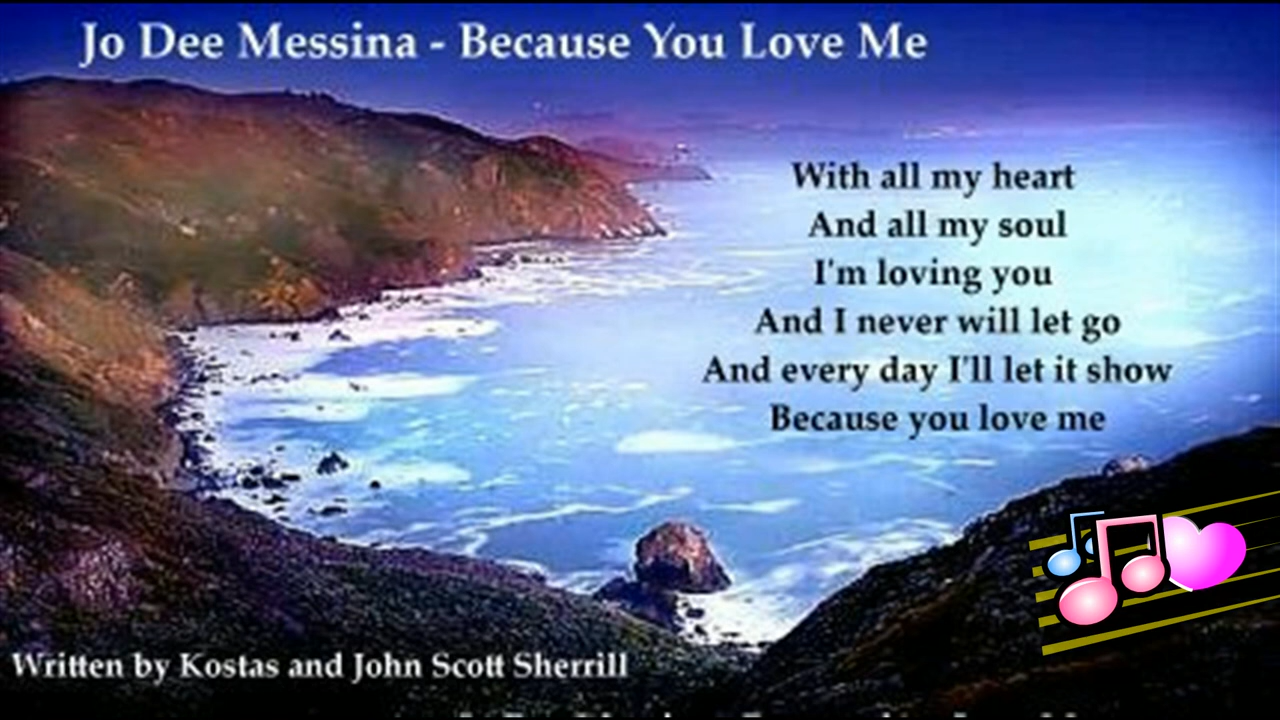 Jo Dee Messina - Because You Love Me
With all my heart
And all my soul
I'm loving you
And I never will let go
And every day I'll let it show
Because you love me
Written by Kostas and John Scott Sherrill